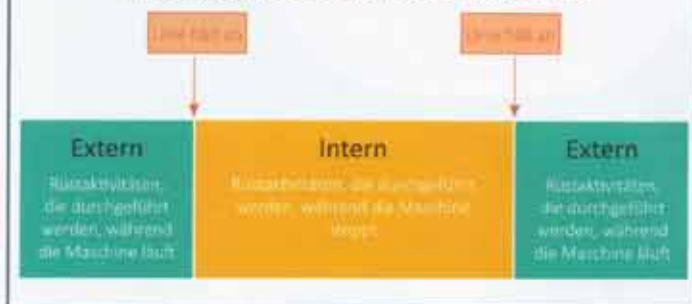 Linie hält an
Linie hält an
Extern
Rüstaktivitäten,
die durchgeführt
werden, während
die Maschine läuft
Intern
Rüstaktivitäten, die durchgeführt
werden, während die Maschine
stoppt
Extern
Rüstaktivitäten,
die durchgeführt
werden, während
die Maschine läuft